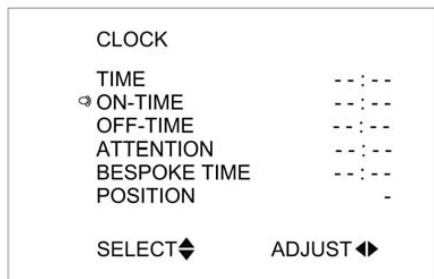 CLOCK
TIME --:--
ON-TIME --:--
OFF-TIME --:--
ATTENTION --:--
BESPOKE TIME --:--
POSITION -
SELECT ADJUST